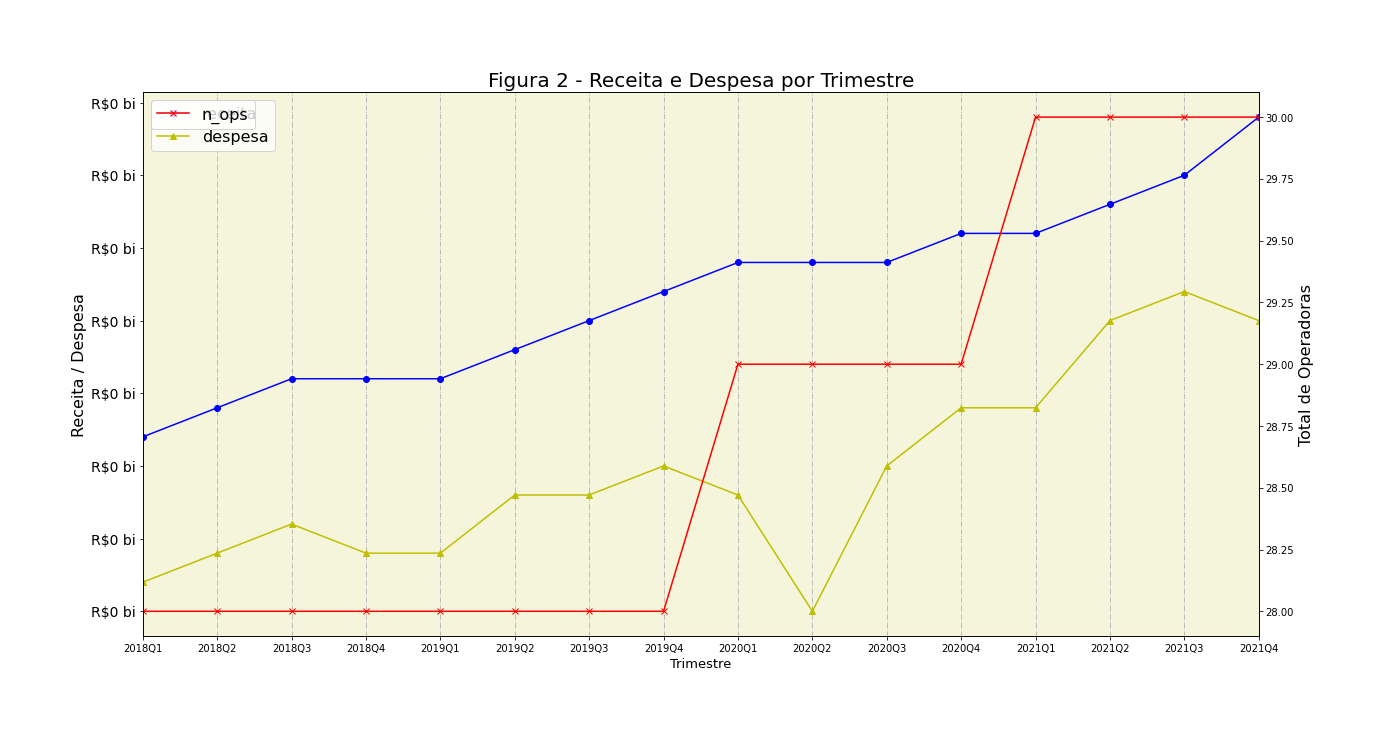 Figura 2 - Receita e Despesa por Trimestre
R$0 bi
R$0 bi
R$0 bi
R$0 bi
R$0 bi
R$0 bi
R$0 bi
R$0 bi
Receita / Despesa
n_ops
despesa
30.00
29.75
29.50
29.25
29.00
28.75
28.50
28.25
28.00
Total de Operadoras
2018Q1 2018Q2 2018Q3 2018Q4 2019Q1 2019Q2 2019Q3 2019Q4 2020Q1 2020Q2 2020Q3 2020Q4 2021Q1 2021Q2 2021Q3 2021Q4
Trimestre